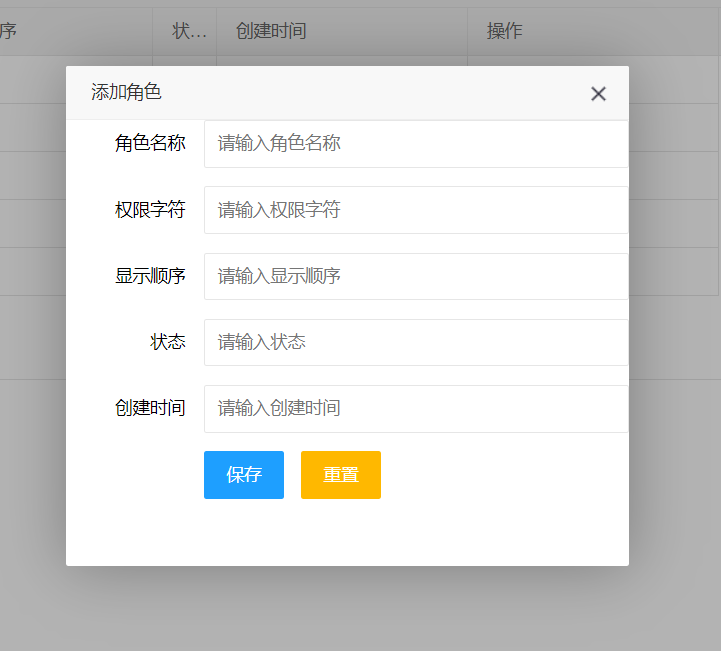 序 状... 创建时间 操作
添加角色
角色名称 请输入角色名称
权限字符 请输入权限字符
显示顺序 请输入显示顺序
状态 请输入状态
创建时间 请输入创建时间
保存 重置